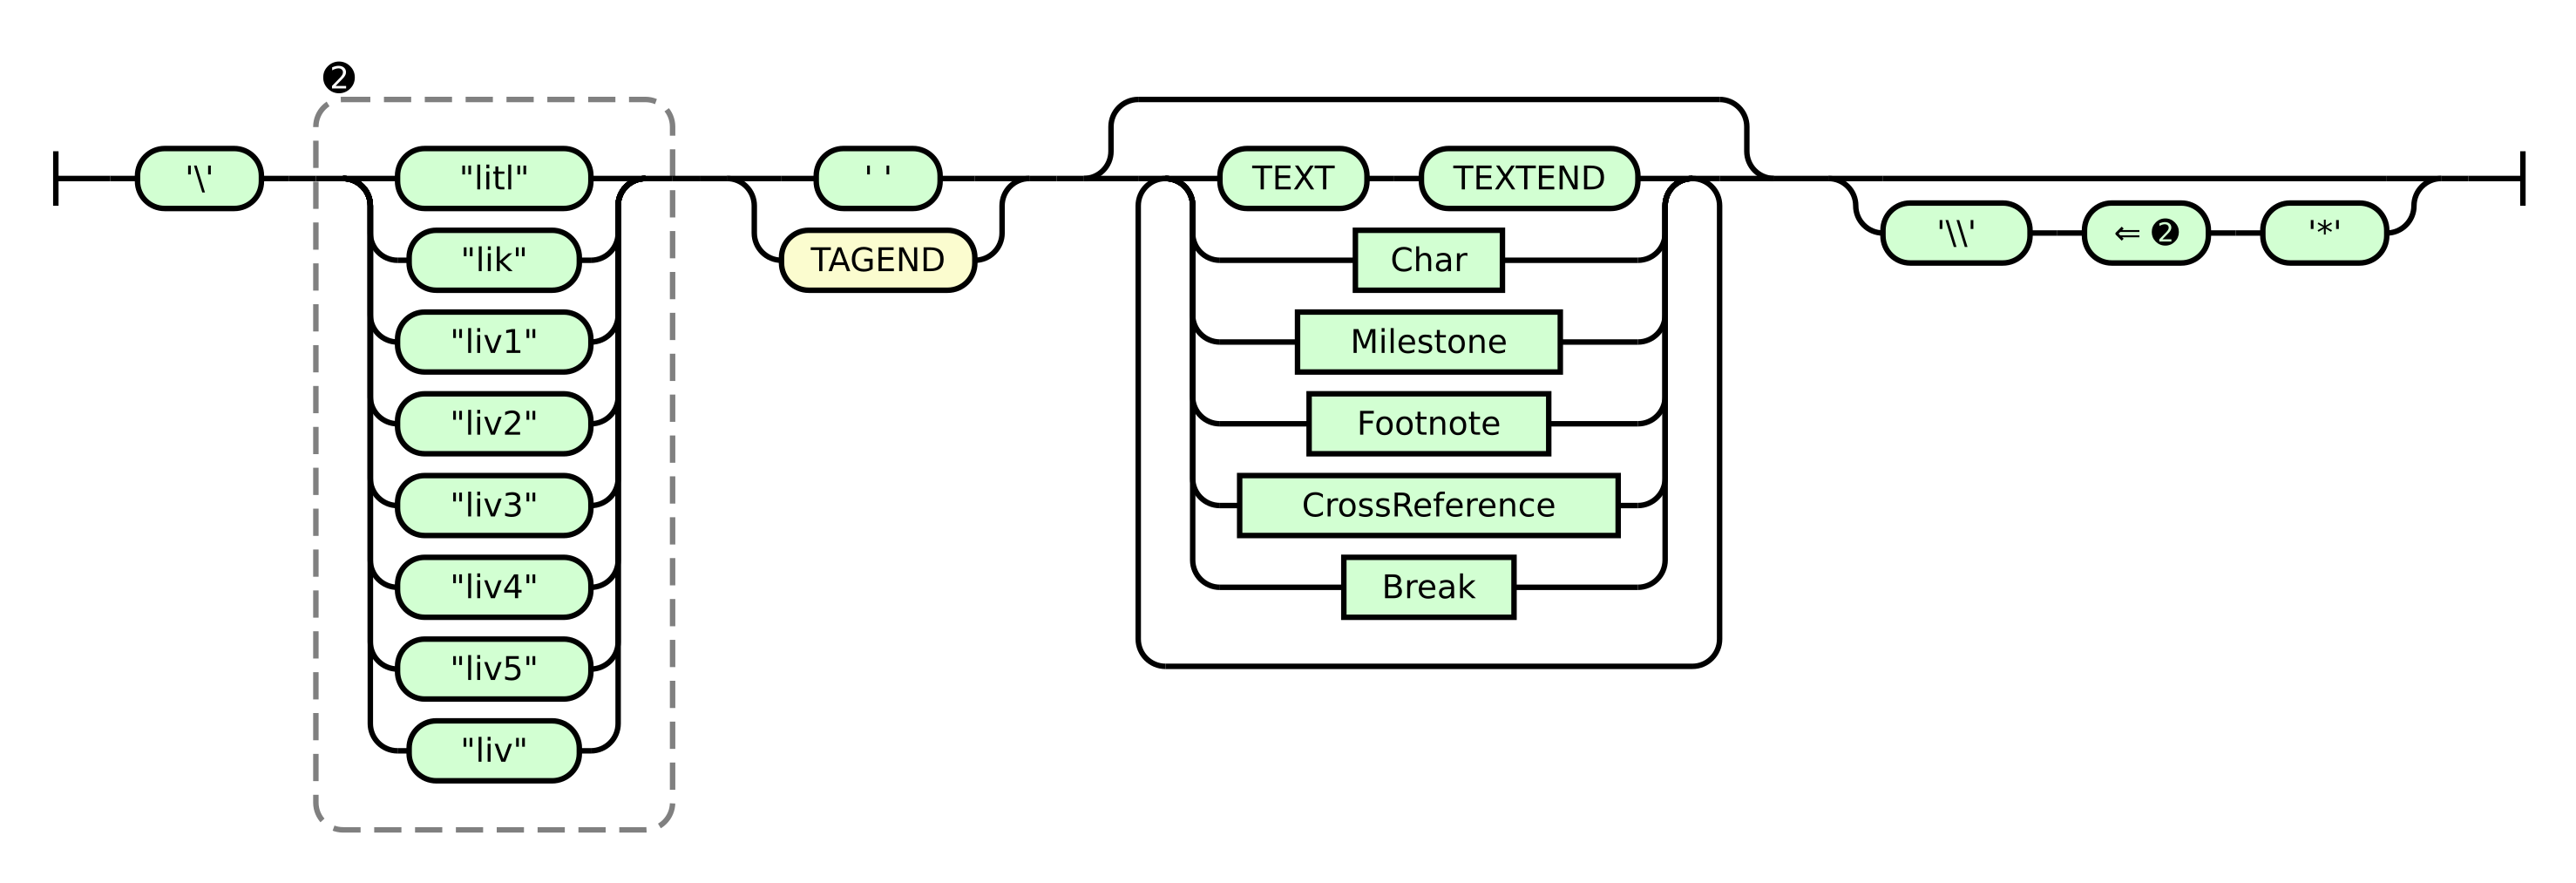 ❷
'\'
"litl"
"lik"
"liv1"
"liv2"
"liv3"
"liv4"
"liv5"
"liv"
' '
TAGEND
TEXT
TEXTEND
Char
Milestone
Footnote
CrossReference
Break
'\\'
⇐ ❷
'*'